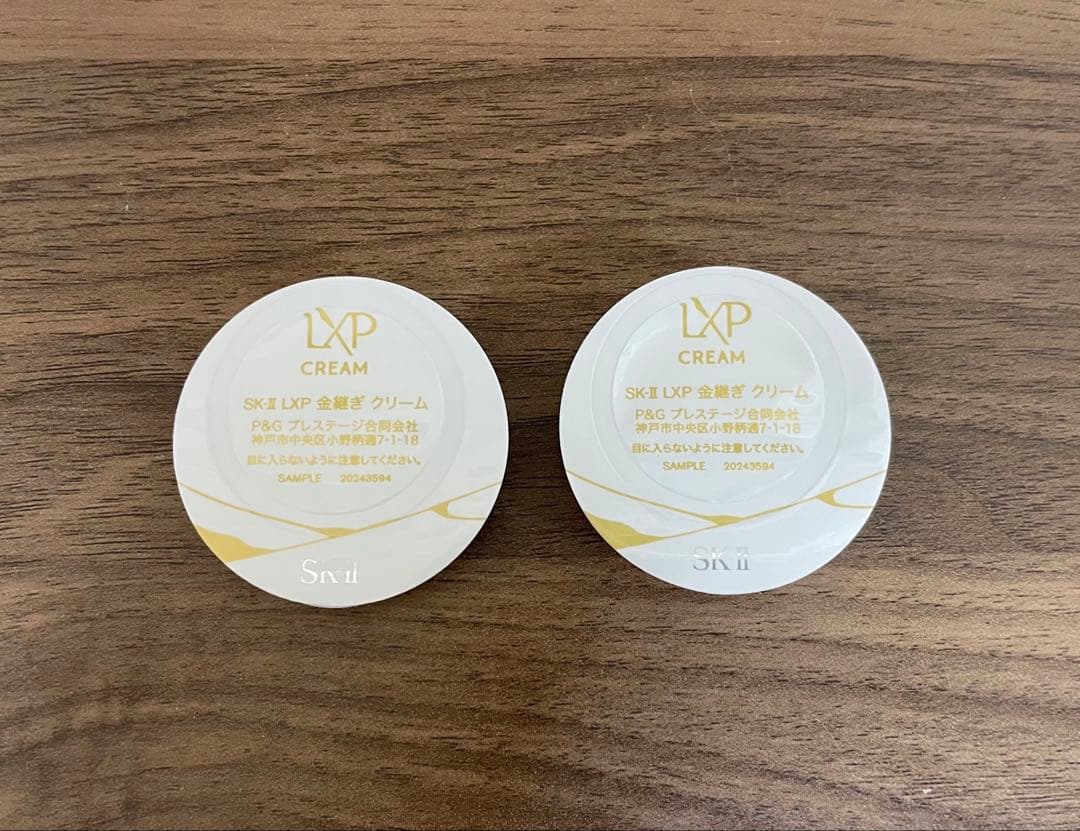 LXP
CREAM
SK-II LXP 金継ぎ クリーム
P&G プレステージ合同会社
神戸市中央区小野柄通7-1-18
目に入らないように注意してください。
SAMPLE 20243594
SK-II
LXP
CREAM
SK-II LXP 金継ぎ クリーム
P&G プレステージ合同会社
神戸市中央区小野柄通7-1-18
目に入らないように注意してください。
SAMPLE 20243594
SK-II